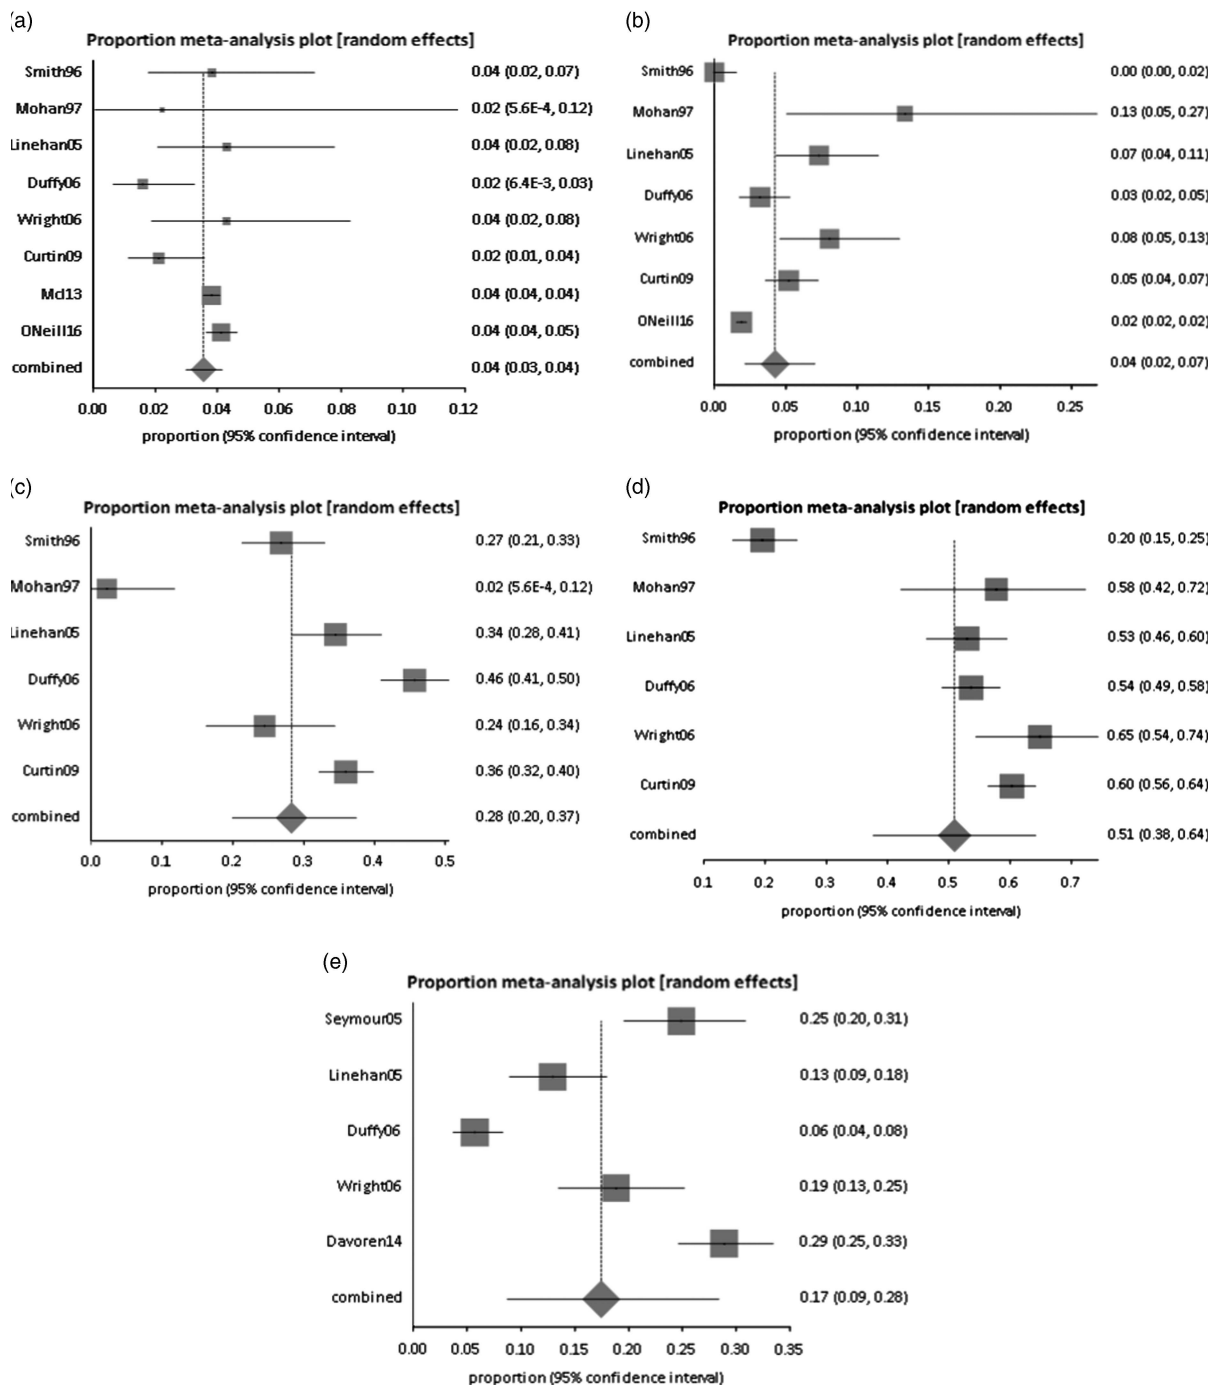 (a)
Proportion meta-analysis plot [random effects]
Smith96 0.04 (0.02, 0.07)
Mohan97 0.02 (5.6E-4, 0.12)
Linehan05 0.04 (0.02, 0.08)
Duffy06 0.02 (6.4E-3, 0.03)
Wright06 0.04 (0.02, 0.08)
Curtin09 0.02 (0.01, 0.04)
McI13 0.04 (0.04, 0.04)
ONeill16 0.04 (0.04, 0.05)
combined 0.04 (0.03, 0.04)
0.00 0.02 0.04 0.06 0.08 0.10 0.12
proportion (95% confidence interval)
(b)
Proportion meta-analysis plot [random effects]
Smith96 0.00 (0.00, 0.02)
Mohan97 0.13 (0.05, 0.27)
Linehan05 0.07 (0.04, 0.11)
Duffy06 0.03 (0.02, 0.05)
Wright06 0.08 (0.05, 0.13)
Curtin09 0.05 (0.04, 0.07)
ONeill16 0.02 (0.02, 0.02)
combined 0.04 (0.02, 0.07)
0.00 0.05 0.10 0.15 0.20 0.25
proportion (95% confidence interval)
(c)
Proportion meta-analysis plot [random effects]
Smith96 0.27 (0.21, 0.33)
Mohan97 0.02 (5.6E-4, 0.12)
Linehan05 0.34 (0.28, 0.41)
Duffy06 0.46 (0.41, 0.50)
Wright06 0.24 (0.16, 0.34)
Curtin09 0.36 (0.32, 0.40)
combined 0.28 (0.20, 0.37)
0.0 0.1 0.2 0.3 0.4 0.5
proportion (95% confidence interval)
(d)
Proportion meta-analysis plot [random effects]
Smith96 0.20 (0.15, 0.25)
Mohan97 0.58 (0.42, 0.72)
Linehan05 0.53 (0.46, 0.60)
Duffy06 0.54 (0.49, 0.58)
Wright06 0.65 (0.54, 0.74)
Curtin09 0.60 (0.56, 0.64)
combined 0.51 (0.38, 0.64)
0.1 0.2 0.3 0.4 0.5 0.6 0.7
proportion (95% confidence interval)
(e)
Proportion meta-analysis plot [random effects]
Seymour05 0.25 (0.20, 0.31)
Linehan05 0.13 (0.09, 0.18)
Duffy06 0.06 (0.04, 0.08)
Wright06 0.19 (0.13, 0.25)
Davoren14 0.29 (0.25, 0.33)
combined 0.17 (0.09, 0.28)
0.00 0.05 0.10 0.15 0.20 0.25 0.30 0.35
proportion (95% confidence interval)